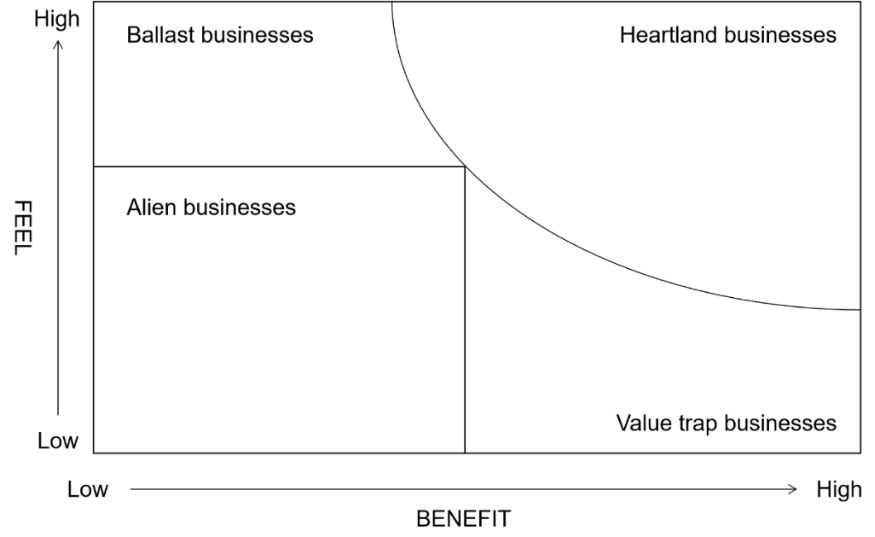 High
Ballast businesses
Heartland businesses
Alien businesses
FEEL
Value trap businesses
Low
Low
High
BENEFIT